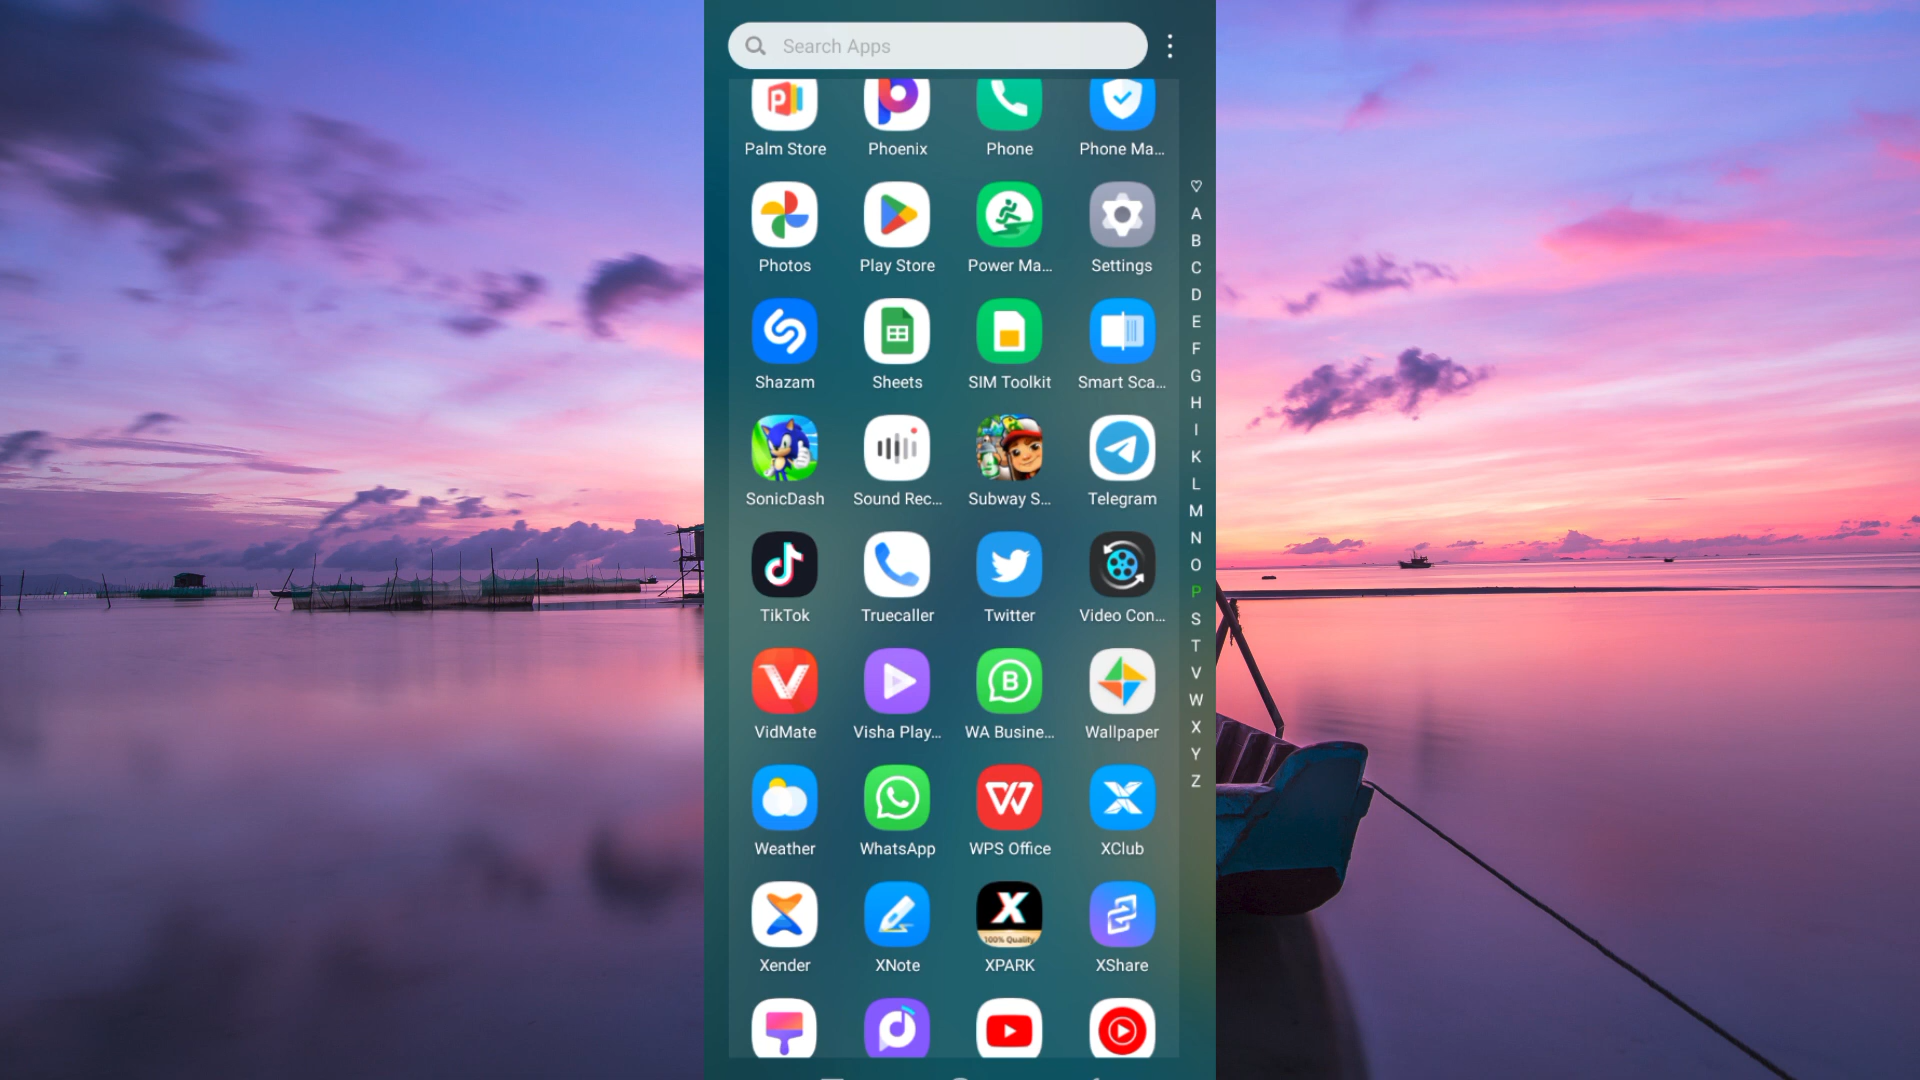 Search Apps
Palm Store
Phoenix
Phone
Phone Ma...
Photos
Play Store
Power Ma...
Settings
Shazam
Sheets
SIM Toolkit
Smart Sca...
SonicDash
Sound Rec...
Subway S...
Telegram
TikTok
Truecaller
Twitter
Video Con...
VidMate
Visha Play...
B
WA Busine...
Wallpaper
Weather
WhatsApp
WPS Office
XClub
X
100% Quality
Xender
XNote
XPARK
XShare
A
B
C
D
E
F
G
H
I
K
L
M
N
O
P
S
T
V
W
X
Y
Z